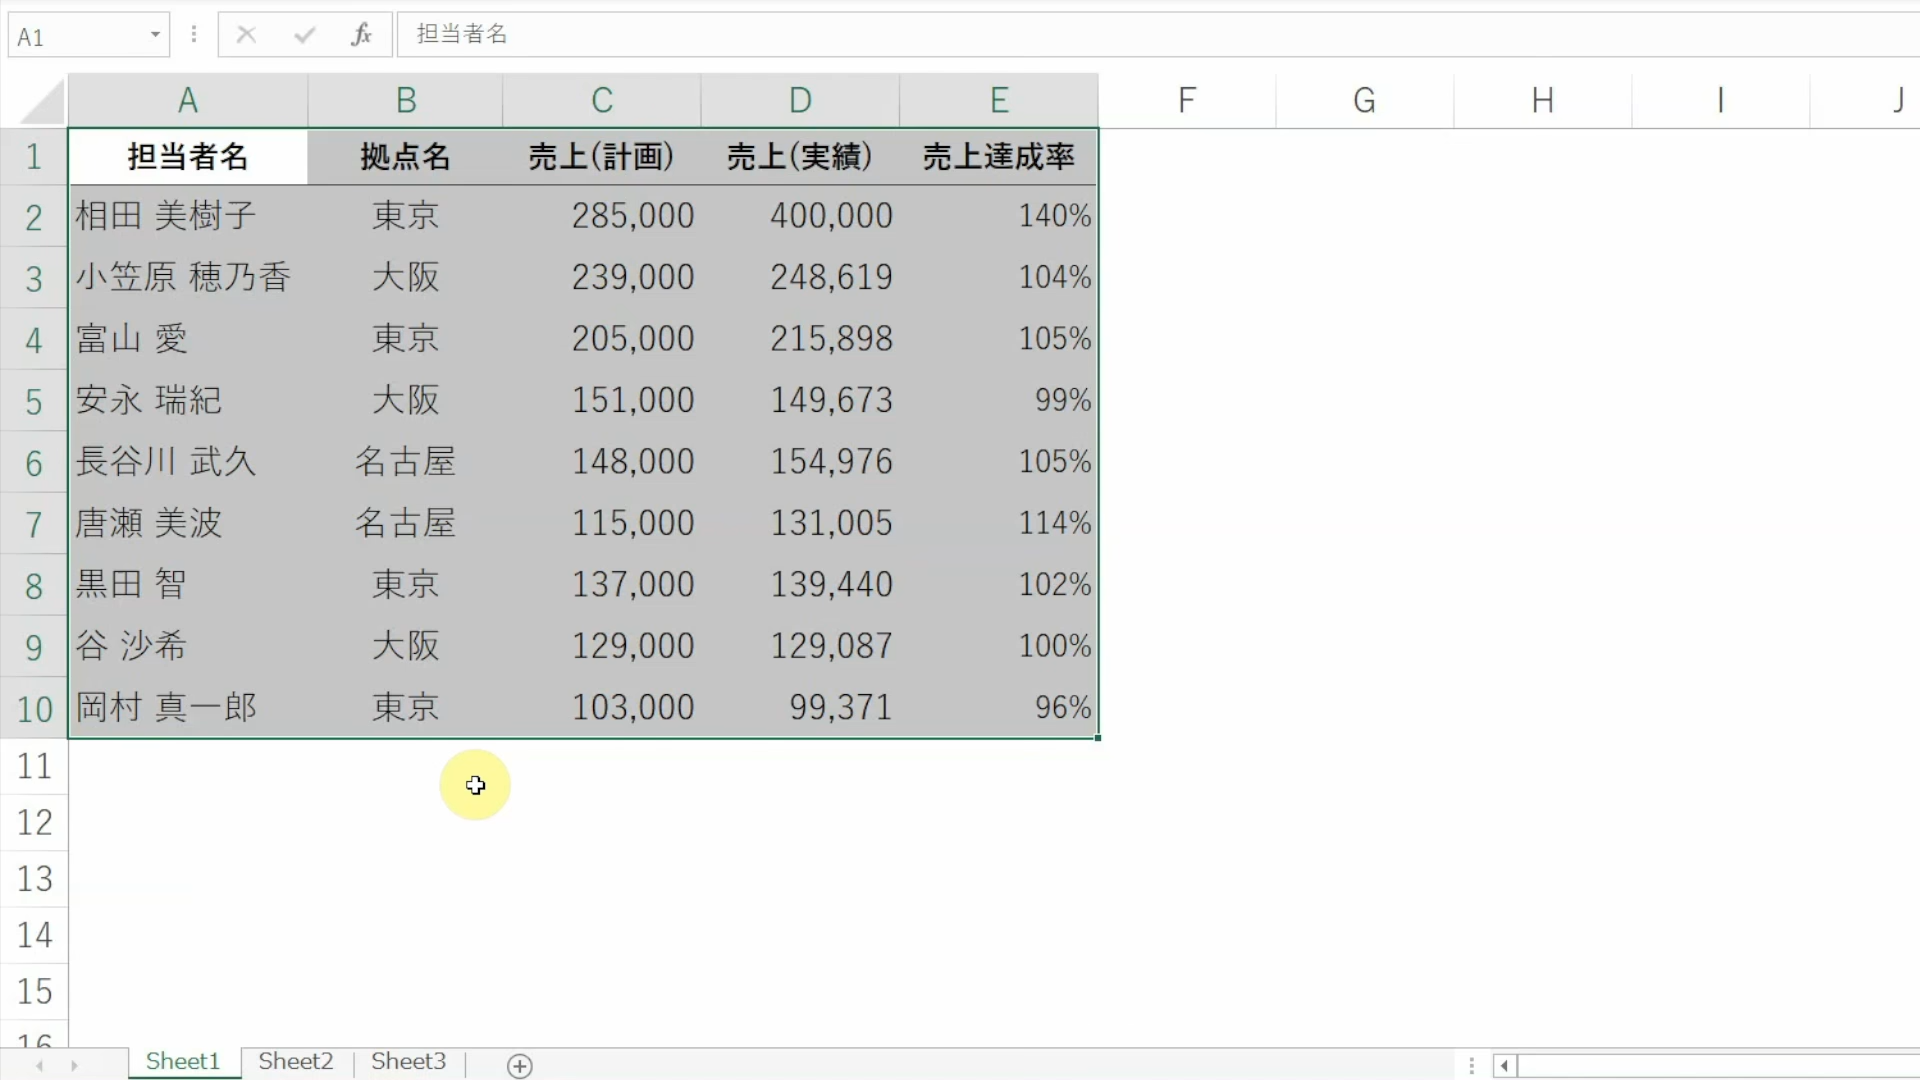 A1 fx 担当者名
A B C D E F G H I J
1 担当者名 拠点名 売上(計画) 売上(実績) 売上達成率
2 相田 美樹子 東京 285,000 400,000 140%
3 小笠原 穂乃香 大阪 239,000 248,619 104%
4 富山 愛 東京 205,000 215,898 105%
5 安永 瑞紀 大阪 151,000 149,673 99%
6 長谷川 武久 名古屋 148,000 154,976 105%
7 唐瀬 美波 名古屋 115,000 131,005 114%
8 黒田 智 東京 137,000 139,440 102%
9 谷 沙希 大阪 129,000 129,087 100%
10 岡村 真一郎 東京 103,000 99,371 96%
11
12
13
14
15
16
Sheet1 Sheet2 Sheet3